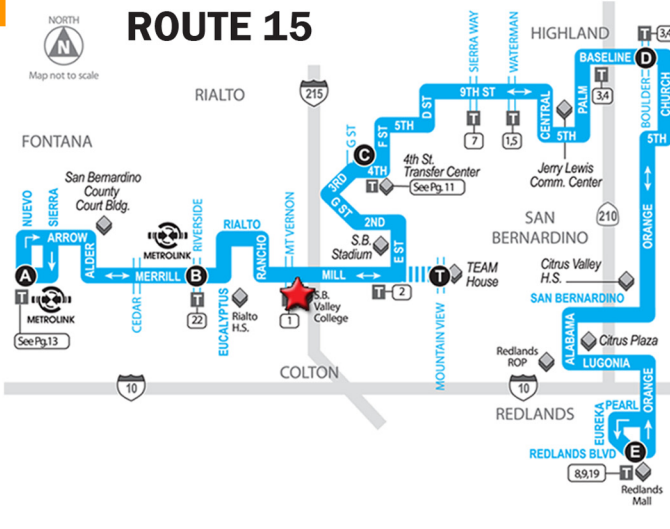 ROUTE 15
NORTH
N
Map not to scale
RIALTO
FONTANA
215
HIGHLAND
SIERRA WAY
WATERMAN
BASELINE
D
T
3,4
BOULDER
CHURCH
PALM
T
3,4
9TH ST
CENTRAL
5TH
5TH
D ST
5TH
F ST
G ST
C
4TH
3RD
G ST
T
7
T
1,5
Jerry Lewis
Comm. Center
4th St.
Transfer Center
See Pg. 11
T
2ND
E ST
S.B.
Stadium
SAN
BERNARDINO
210
ORANGE
San Bernardino
County
Court Bldg.
NUEVO
SIERRA
ARROW
ALDER
METROLINK
RIVERSIDE
RIALTO
RANCHO
MT VERNON
A
MERRILL
B
MILL
T
TEAM
House
Citrus Valley
H.S.
SAN BERNARDINO
T
METROLINK
See Pg.13
CEDAR
T
22
EUCALYPTUS
Rialto
H.S.
1
S.B.
Valley
College
T
2
MOUNTAIN VIEW
ALABAMA
Citrus Plaza
LUGONIA
Redlands
ROP
COLTON
10
10
REDLANDS
ORANGE
PEARL
EUREKA
REDLANDS BLVD
E
8,9,19
T
Redlands
Mall